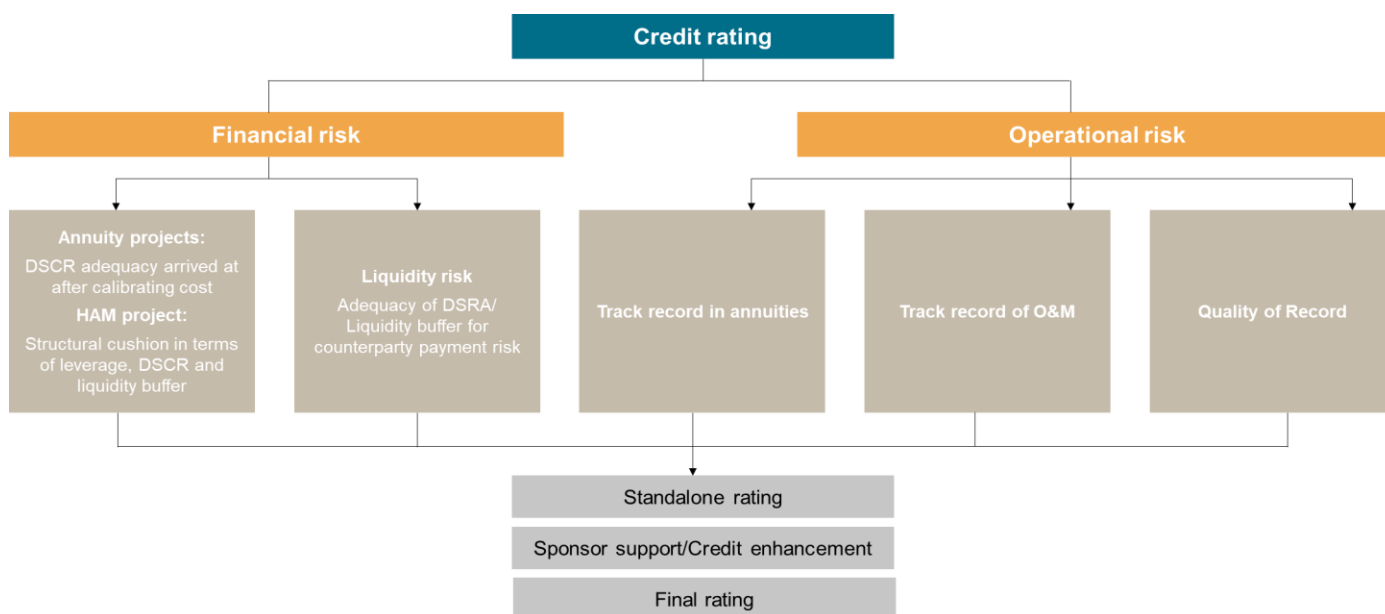 Credit rating
Financial risk
Operational risk
Annuity projects:
DSCR adequacy arrived at
after calibrating cost
HAM project:
Structural cushion in terms
of leverage, DSCR and
liquidity buffer
Liquidity risk
Adequacy of DSRA/
Liquidity buffer for
counterparty payment risk
Track record in annuities
Track record of O&M
Quality of Record
Standalone rating
Sponsor support/Credit enhancement
Final rating